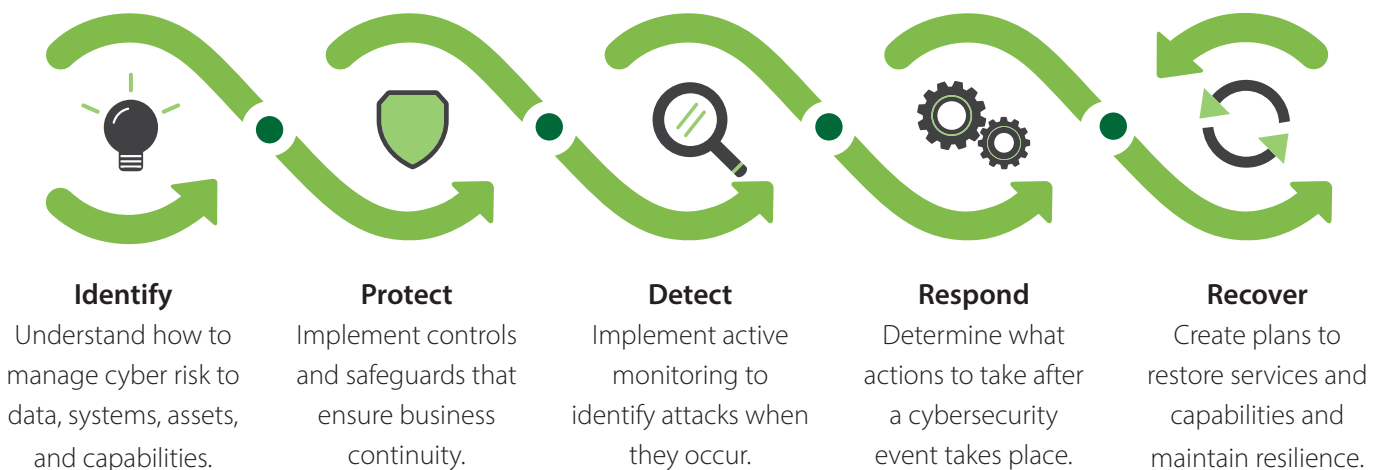 Identify
Understand how to
manage cyber risk to
data, systems, assets,
and capabilities.
Protect
Implement controls
and safeguards that
ensure business
continuity.
Detect
Implement active
monitoring to
identify attacks when
they occur.
Respond
Determine what
actions to take after
a cybersecurity
event takes place.
Recover
Create plans to
restore services and
capabilities and
maintain resilience.